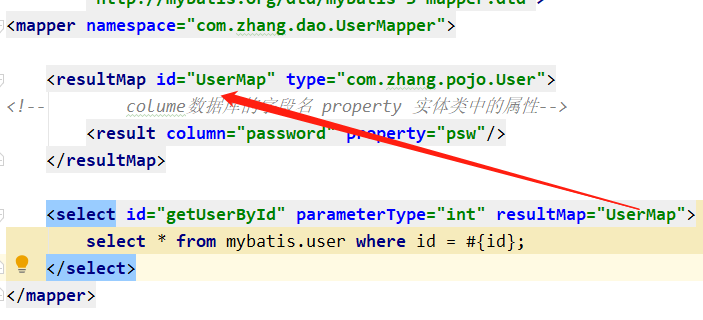 "http://mybatis.org/dtd/mybatis-3-mapper.dtd">
<mapper namespace="com.zhang.dao.UserMapper">
<resultMap id="UserMap" type="com.zhang.pojo.User">
<!-- colume数据库的字段名 property 实体类中的属性-->
<result column="password" property="psw"/>
</resultMap>
<select id="getUserById" parameterType="int" resultMap="UserMap">
select * from mybatis.user where id = #{id};
</select>
</mapper>